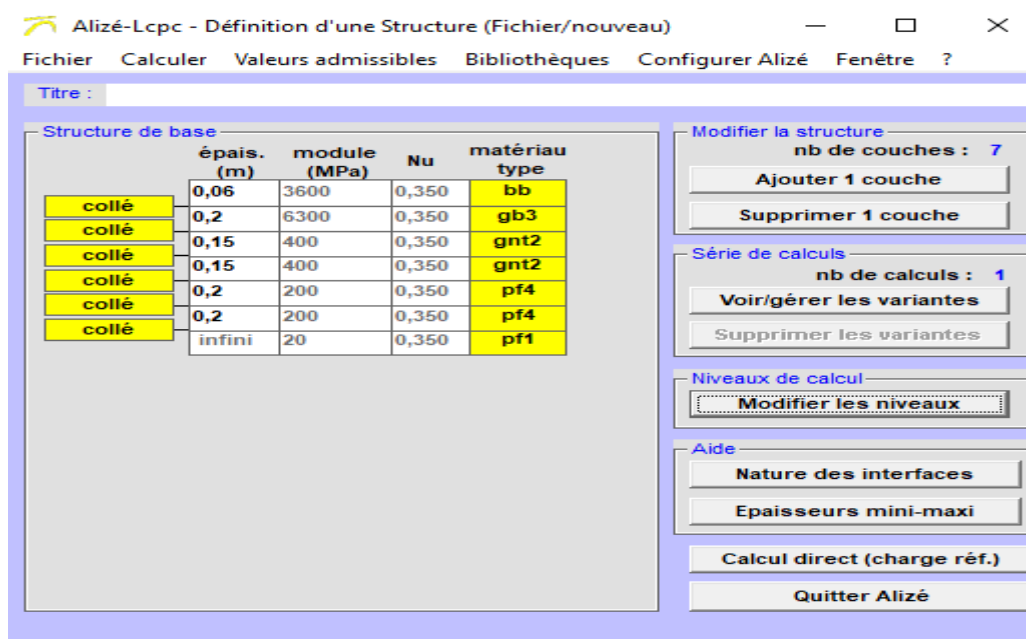 Alizé-Lcpc - Définition d'une Structure (Fichier/nouveau)
Fichier Calculer Valeurs admissibles Bibliothèques Configurer Alizé Fenêtre ?
Titre :
Structure de base
épais. (m) module (MPa) Nu matériau type
0,06 3600 0,350 bb
collé
0,2 6300 0,350 gb3
collé
0,15 400 0,350 gnt2
collé
0,15 400 0,350 gnt2
collé
0,2 200 0,350 pf4
collé
0,2 200 0,350 pf4
collé
infini 20 0,350 pf1
Modifier la structure
nb de couches : 7
Ajouter 1 couche
Supprimer 1 couche
Série de calculs
nb de calculs : 1
Voir/gérer les variantes
Supprimer les variantes
Niveaux de calcul
Modifier les niveaux
Aide
Nature des interfaces
Epaisseurs mini-maxi
Calcul direct (charge réf.)
Quitter Alizé